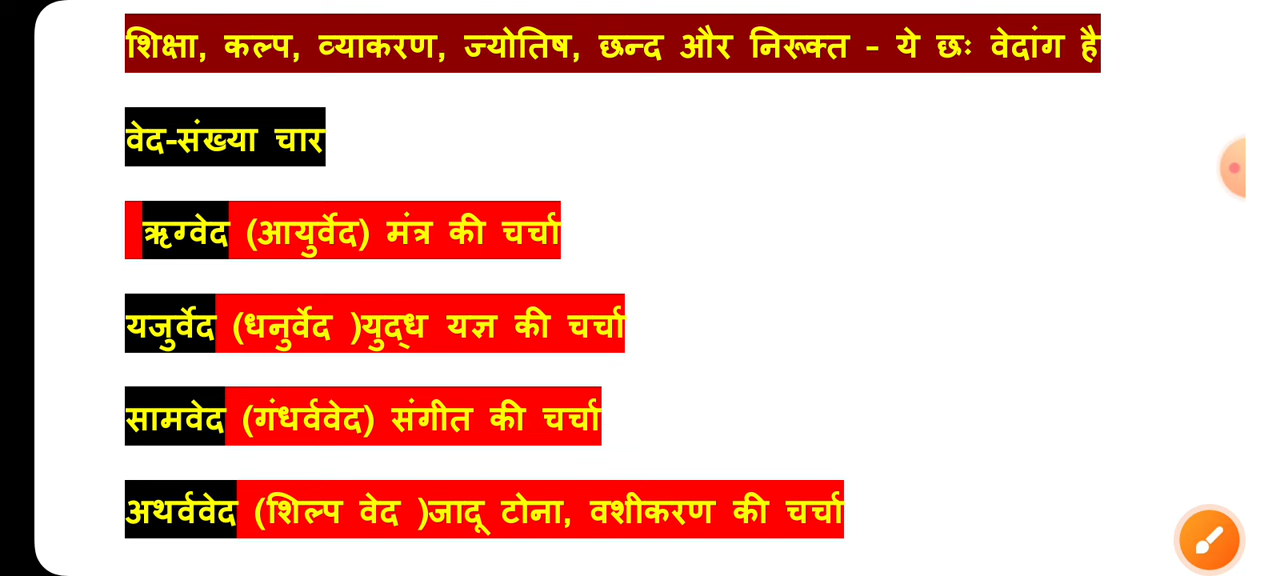 शिक्षा, कल्प, व्याकरण, ज्योतिष, छन्द और निरूक्त – ये छः वेदांग है
वेद-संख्या चार
ऋग्वेद (आयुर्वेद) मंत्र की चर्चा
यजुर्वेद (धनुर्वेद )युद्ध यज्ञ की चर्चा
सामवेद (गंधर्ववेद) संगीत की चर्चा
अथर्ववेद (शिल्प वेद )जादू टोना, वशीकरण की चर्चा